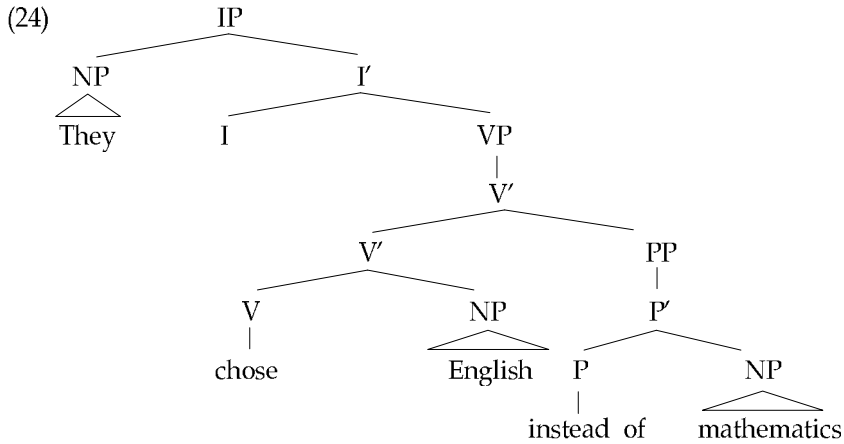 (24) IP
NP I′
They I VP
V′
V′ PP
V NP P′
chose English P NP
instead of mathematics